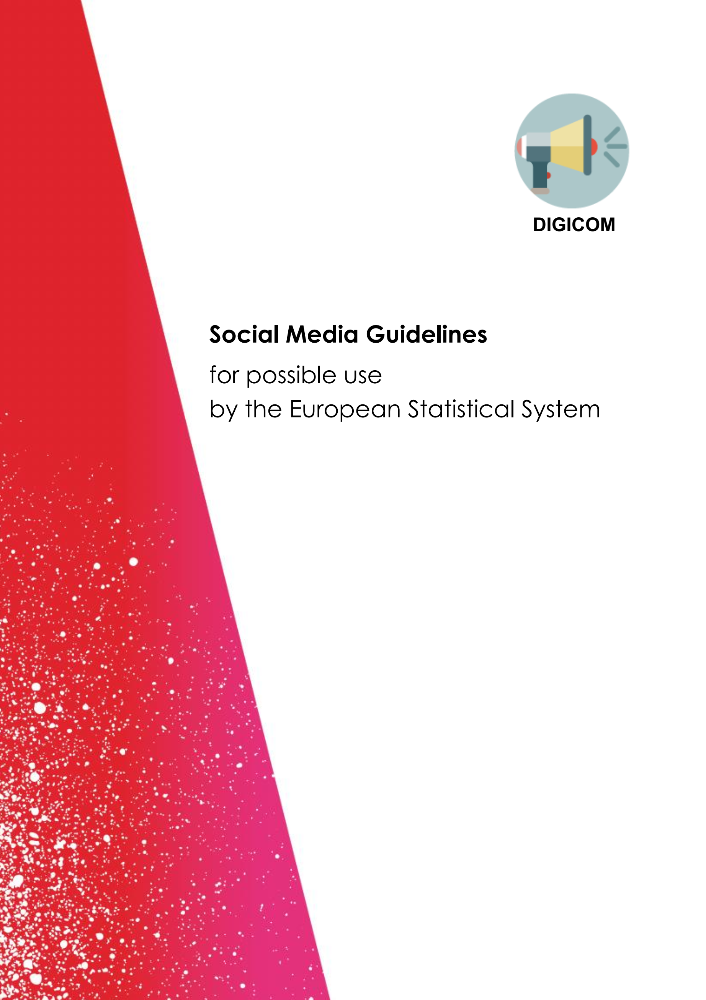 DIGICOM
Social Media Guidelines
for possible use
by the European Statistical System